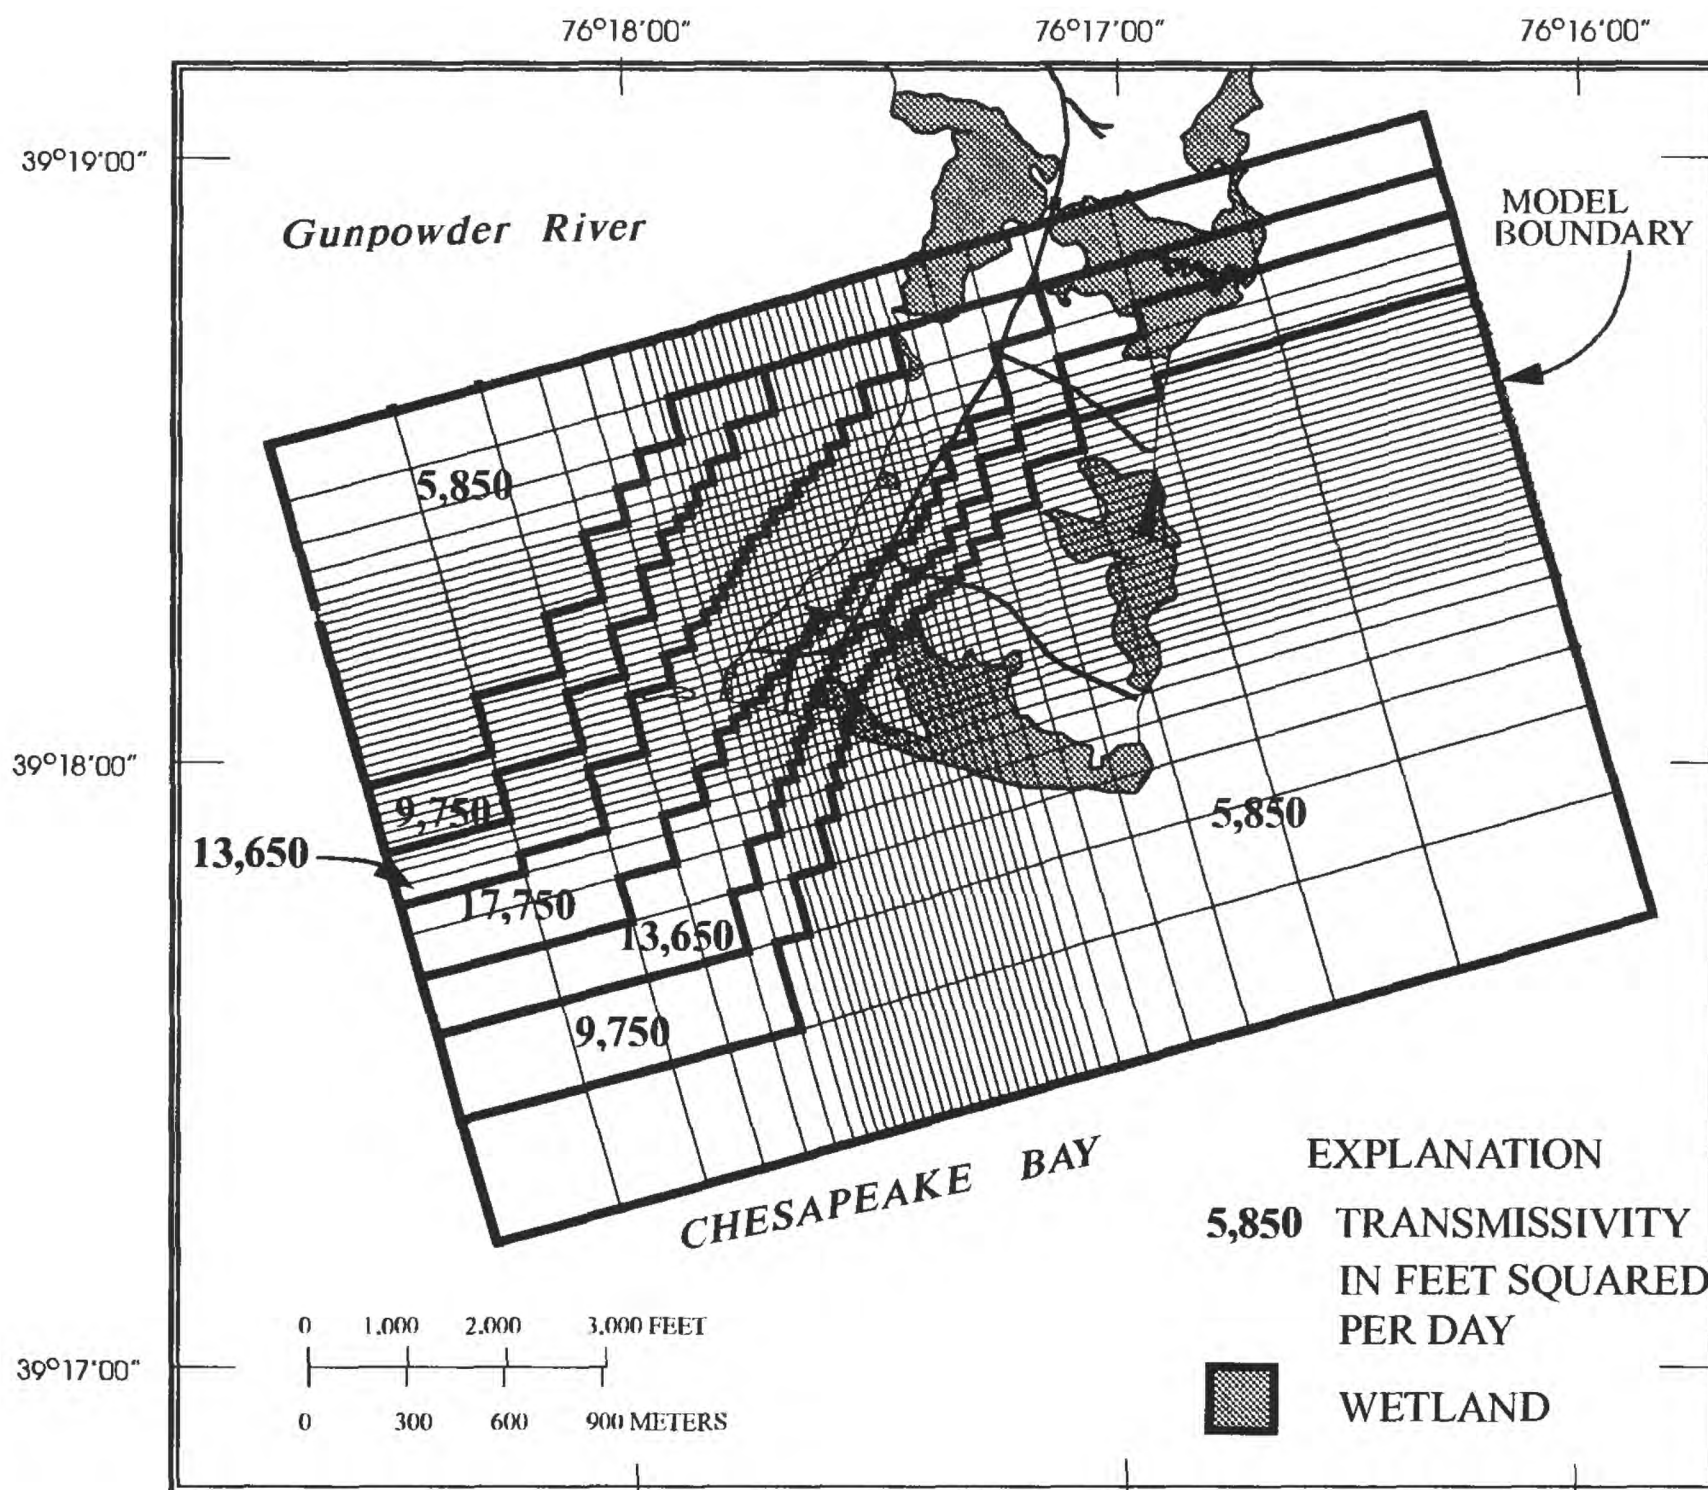 76°18'00"
76°17'00"
76°16'00"
39°19'00"
Gunpowder River
MODEL
BOUNDARY
5,850
39°18'00"
9,750
5,850
13,650
17,750
13,650
9,750
CHESAPEAKE BAY
EXPLANATION
5,850 TRANSMISSIVITY
IN FEET SQUARED
PER DAY
0 1.000 2.000 3.000 FEET
39°17'00"
WETLAND
0 300 600 900 METERS